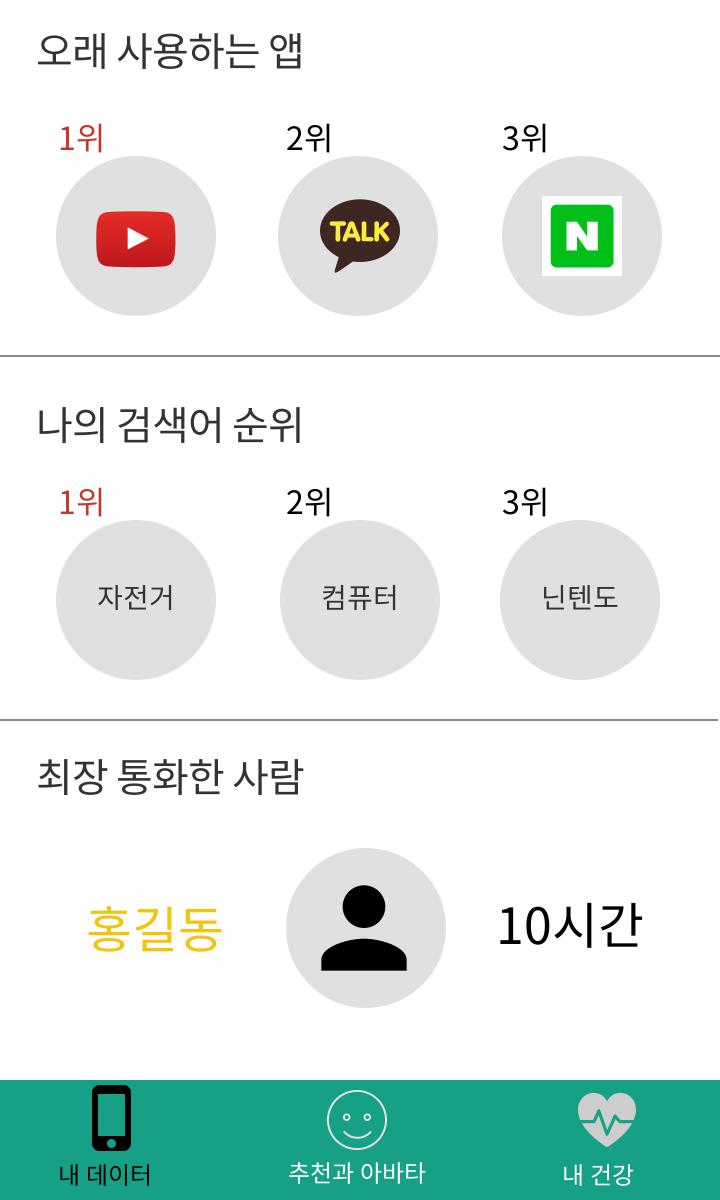 오래 사용하는 앱
1위 2위 3위
TALK N
나의 검색어 순위
1위 2위 3위
자전거 컴퓨터 닌텐도
최장 통화한 사람
홍길동 10시간
내 데이터 추천과 아바타 내 건강